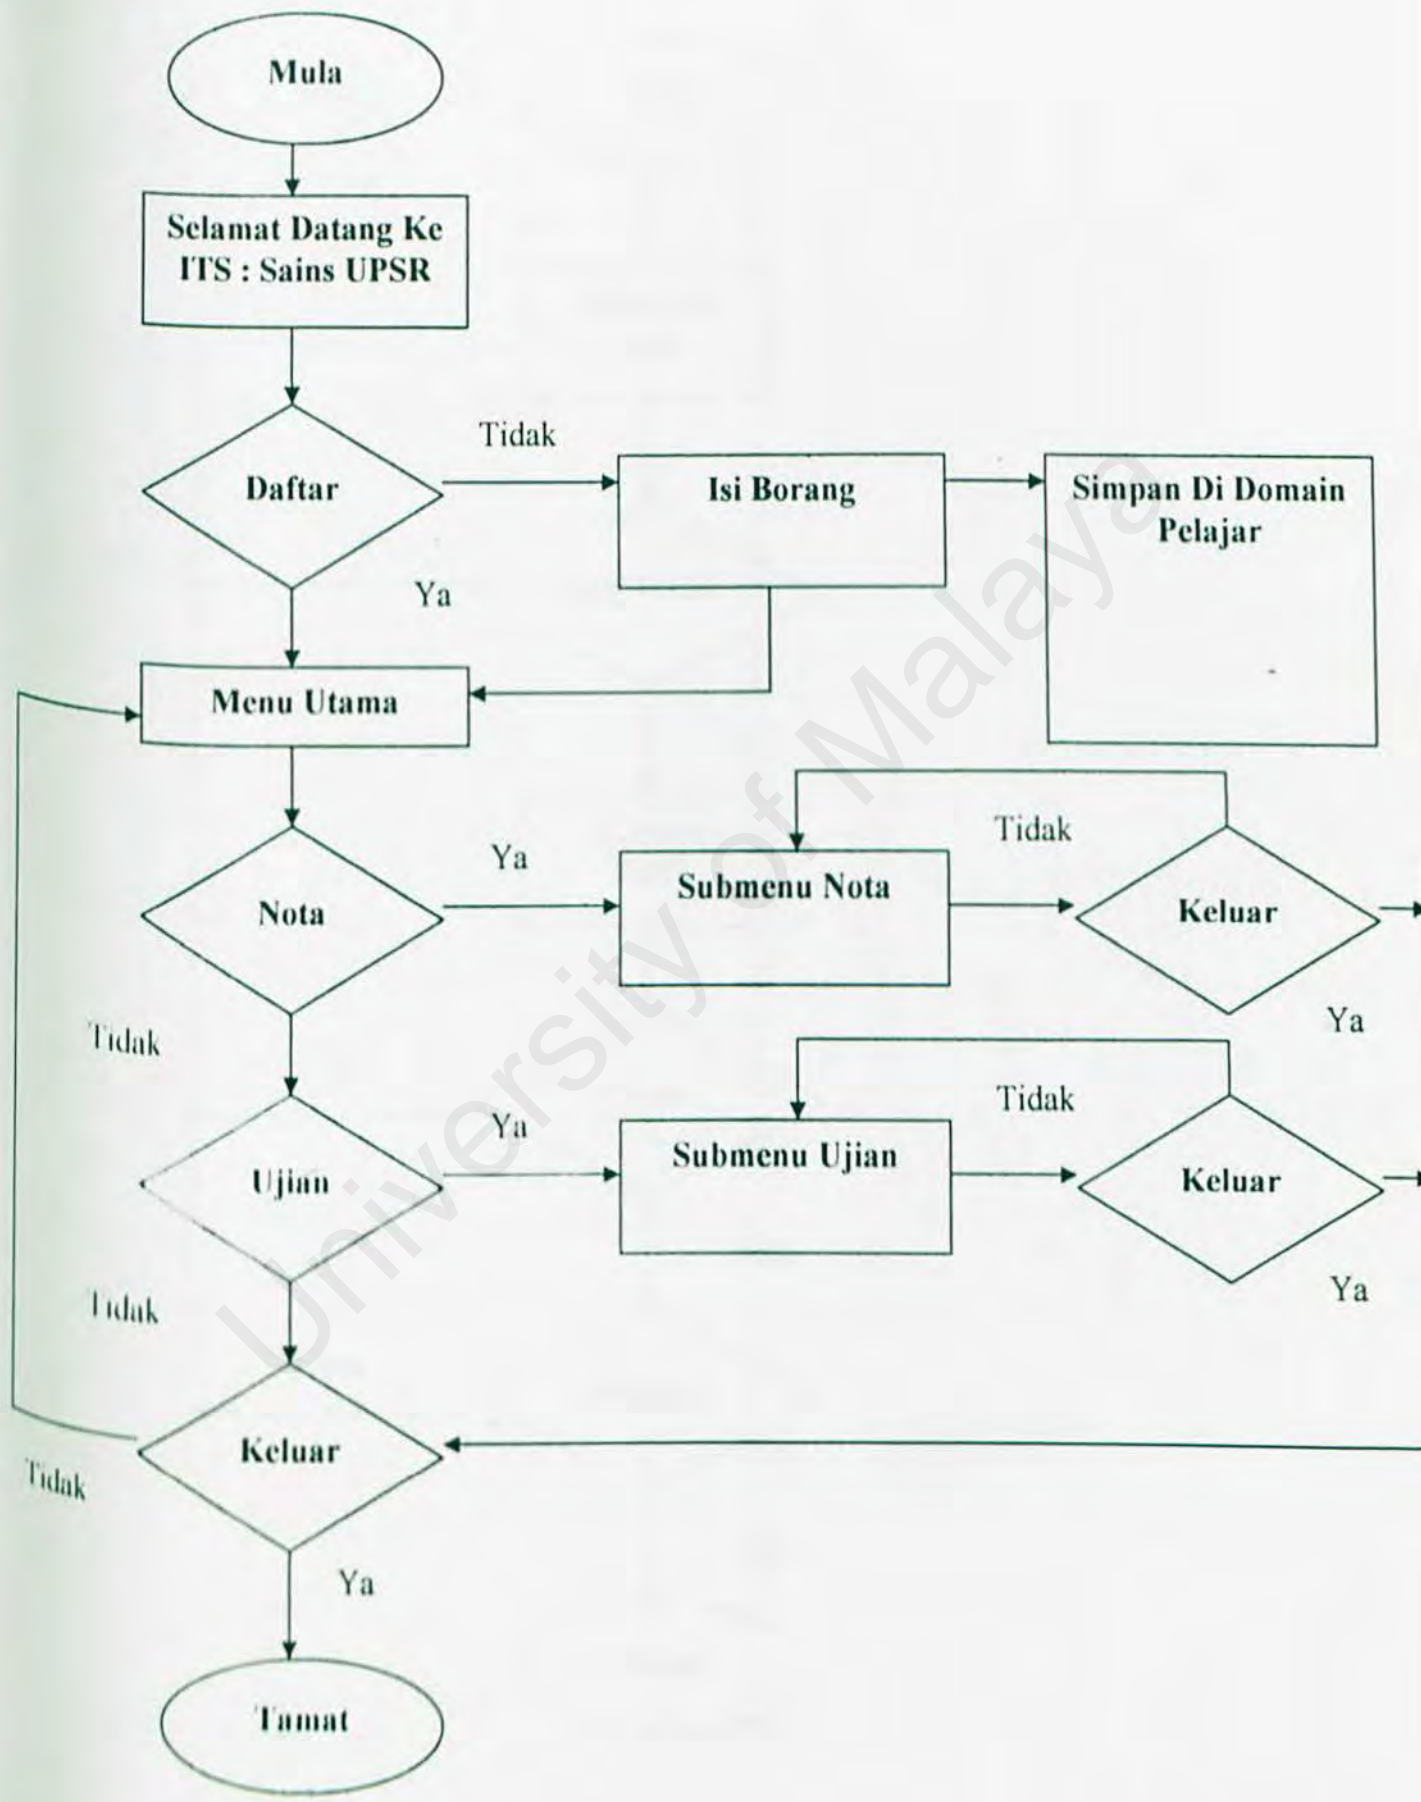 Mula
Selamat Datang Ke
ITS : Sains UPSR
Daftar
Tidak
Isi Borang
Simpan Di Domain
Pelajar
Ya
Menu Utama
Nota
Ya
Submenu Nota
Tidak
Keluar
Ya
Tidak
Ujian
Ya
Submenu Ujian
Tidak
Keluar
Ya
Tidak
Keluar
Tidak
Ya
Tamat
University of Malaya